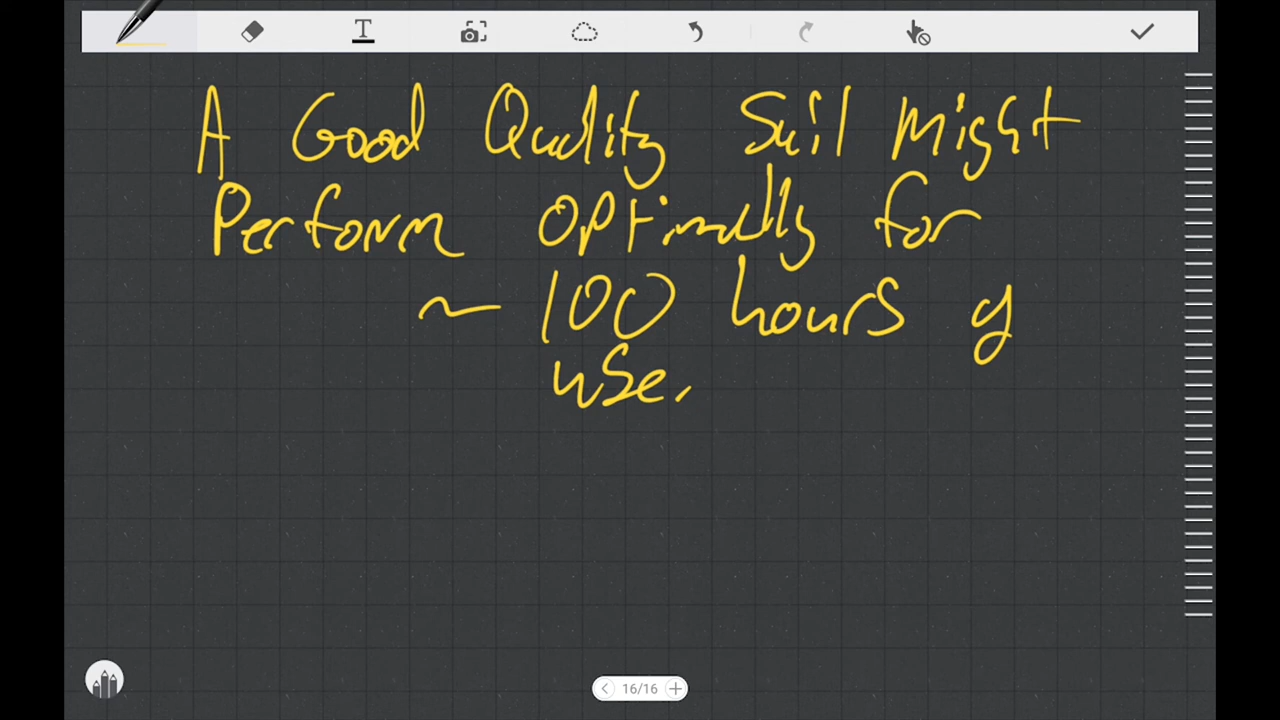 T
A Good Quality Sail Might
Perform Optimally for
~ 100 hours of
use.
16/16